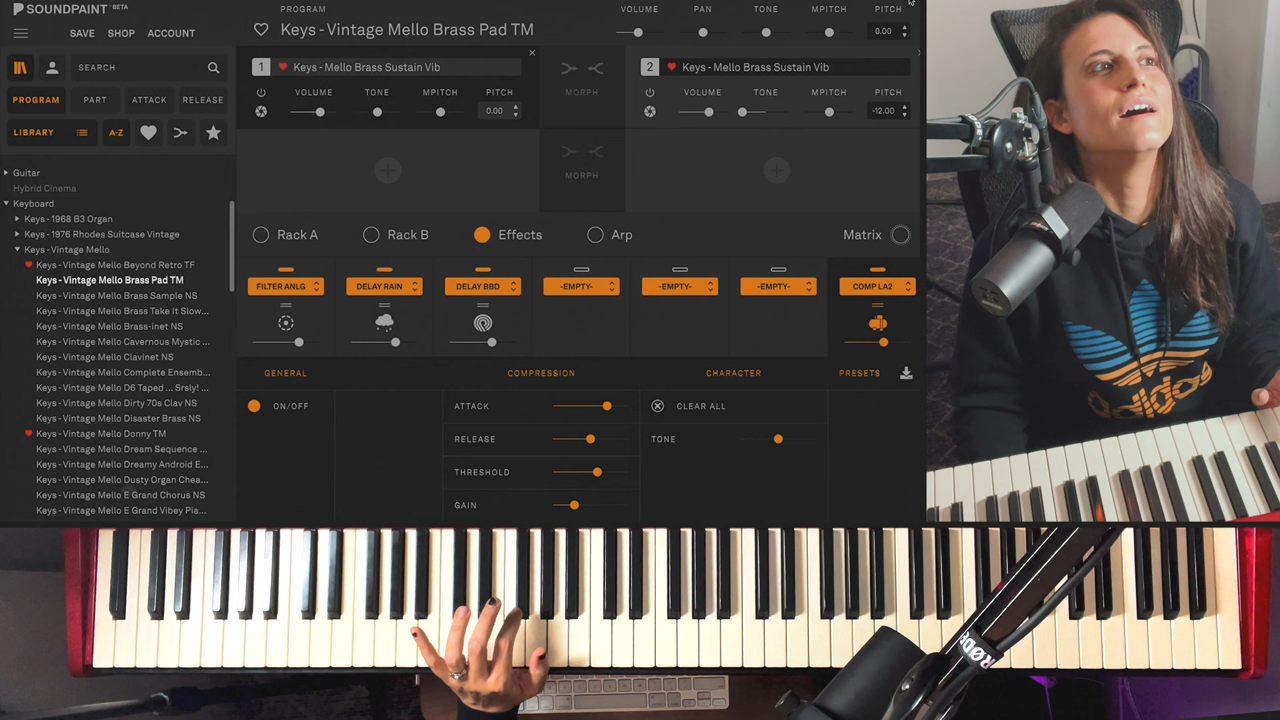 SOUNDPAINT™ BETA
SAVE SHOP ACCOUNT
SEARCH
PROGRAM PART ATTACK RELEASE
LIBRARY A-Z
Guitar
Hybrid Cinema
Keyboard
Keys - 1968 B3 Organ
Keys - 1976 Rhodes Suitcase Vintage
Keys - Vintage Mello
Keys - Vintage Mello Beyond Retro TF
Keys - Vintage Mello Brass Pad TM
Keys - Vintage Mello Brass Sample NS
Keys - Vintage Mello Brass Take It Slow...
Keys - Vintage Mello Brass-inet NS
Keys - Vintage Mello Cavernous Mystic ...
Keys - Vintage Mello Clavinet NS
Keys - Vintage Mello Complete Ensemb...
Keys - Vintage Mello D6 Taped ... Srsly! ...
Keys - Vintage Mello Dirty 70s Clav NS
Keys - Vintage Mello Disaster Brass NS
Keys - Vintage Mello Donny TM
Keys - Vintage Mello Dream Sequence ...
Keys - Vintage Mello Dreamy Android E...
Keys - Vintage Mello Dusty Organ Chea...
Keys - Vintage Mello E Grand Chorus NS
Keys - Vintage Mello E Grand Vibey Pia...
PROGRAM
Keys - Vintage Mello Brass Pad TM
VOLUME PAN TONE MPITCH PITCH
0.00
1 Keys - Mello Brass Sustain Vib
VOLUME TONE MPITCH PITCH
0.00
MORPH
2 Keys - Mello Brass Sustain Vib
VOLUME TONE MPITCH PITCH
-12.00
MORPH
Rack A Rack B Effects Arp Matrix
FILTER ANLG DELAY RAIN DELAY BBD -EMPTY- -EMPTY- -EMPTY- COMP LA2
GENERAL COMPRESSION CHARACTER PRESETS
ON/OFF ATTACK CLEAR ALL
RELEASE TONE
THRESHOLD
GAIN
adidas
RØDE